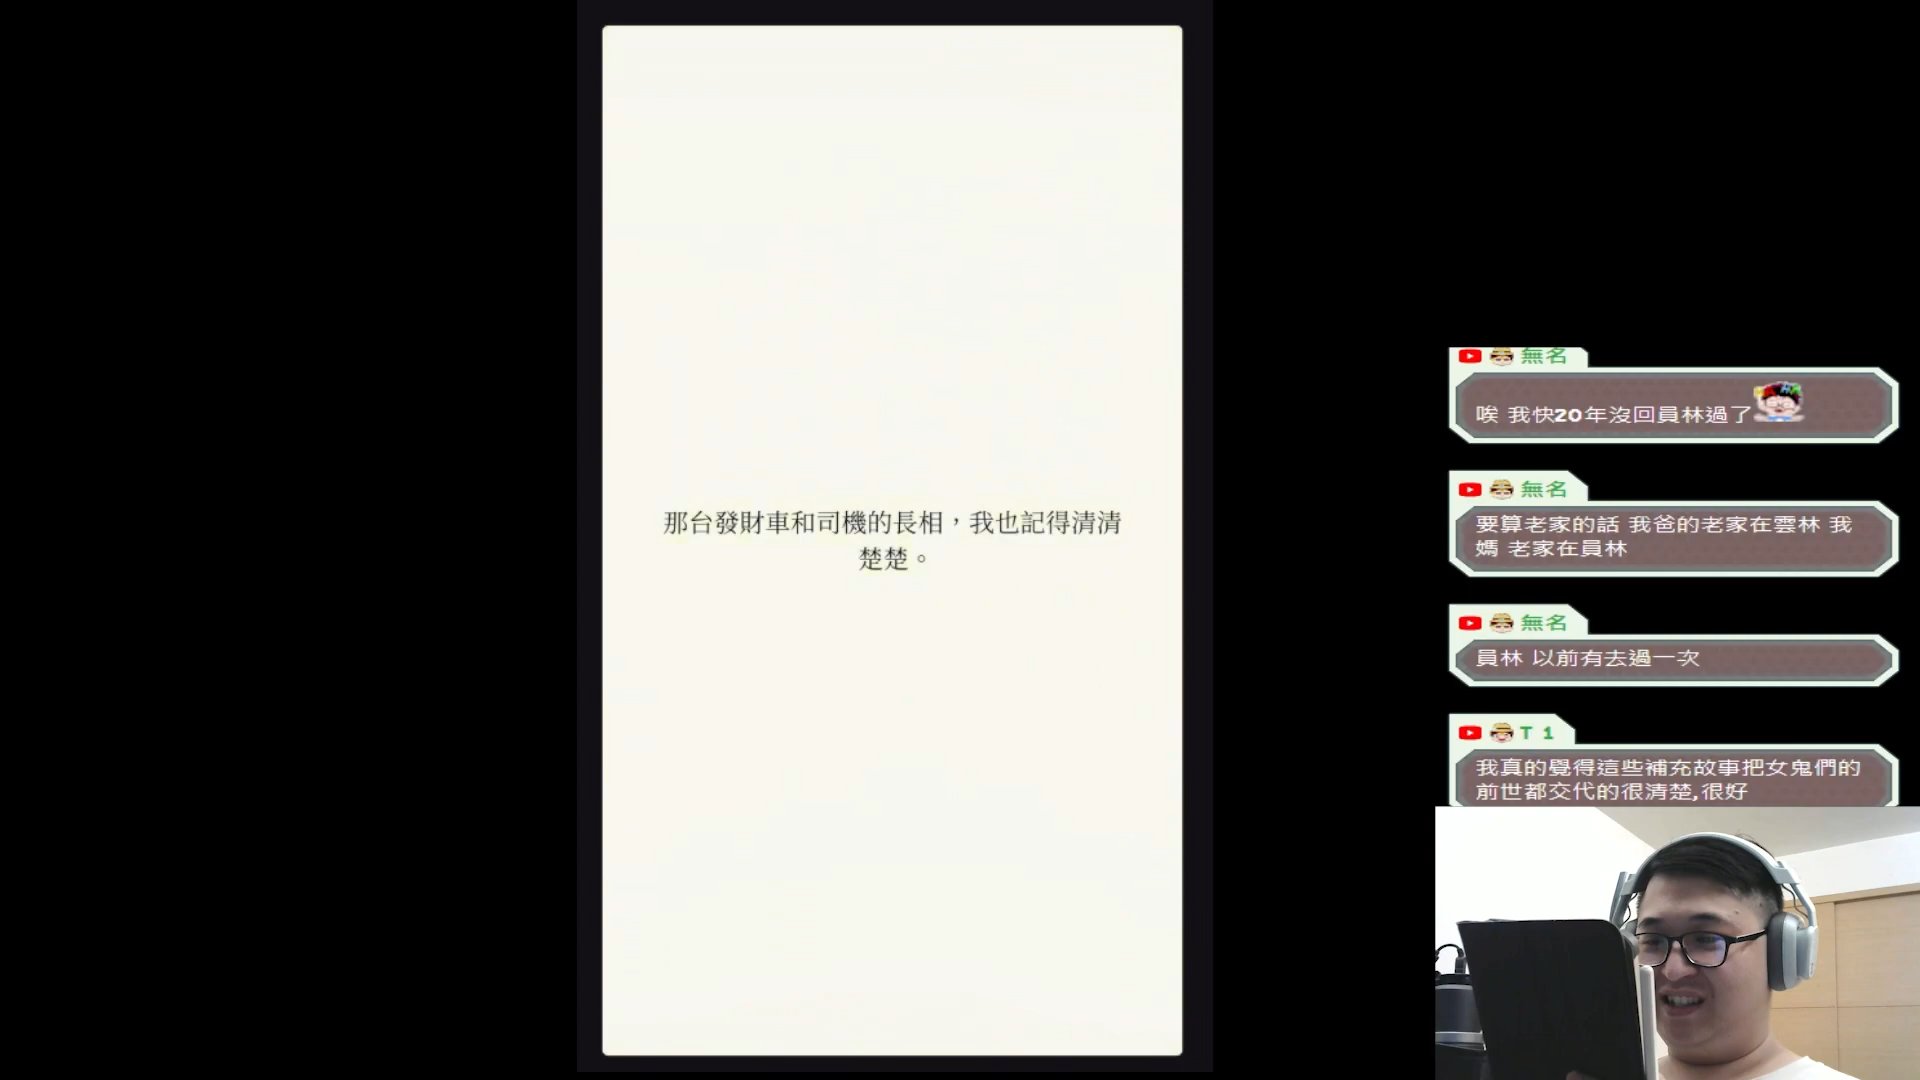 那台發財車和司機的長相，我也記得清清
楚楚。
無名
唉 我快20年沒回員林過了
無名
要算老家的話 我爸的老家在雲林 我
媽 老家在員林
無名
員林 以前有去過一次
T 1
我真的覺得這些補充故事把女鬼們的
前世都交代的很清楚,很好